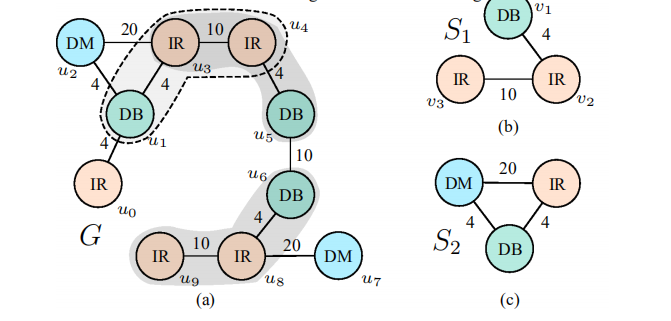 u4
20
10
DM
IR
IR
u3
u2
4
4
4
DB
DB
u1
u5
4
10
IR
u6
DB
u0
4
G
10
20
IR
IR
DM
u9
u8
u7
(a)
DB
v1
S1
4
IR
IR
10
v3
v2
(b)
20
DM
IR
4
4
S2
DB
(c)